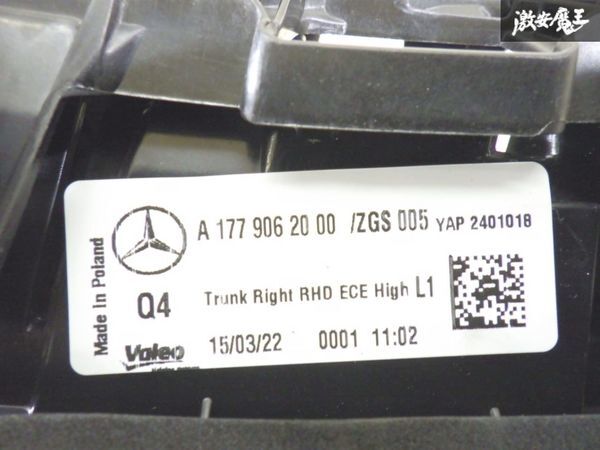 激安魔王
Made in Poland
A 177 906 20 00 /ZGS 005 YAP 2401018
Q4 Trunk Right RHD ECE High L1
Valeo 15/03/22 0001 11:02